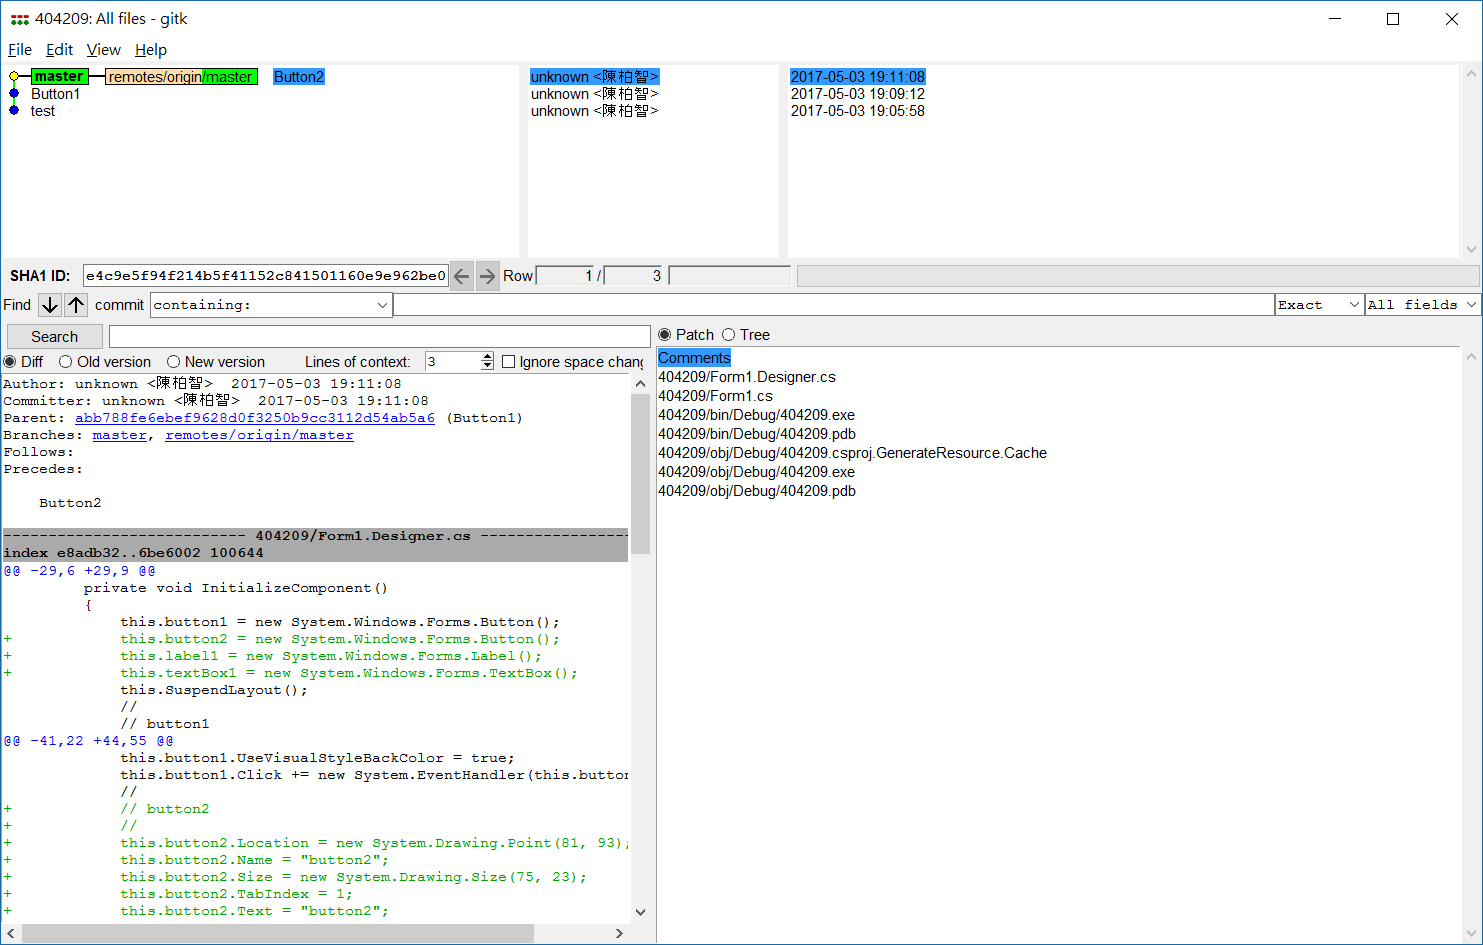 404209: All files - gitk
File Edit View Help
master remotes/origin/master Button2 unknown <陳柏智> 2017-05-03 19:11:08
Button1 unknown <陳柏智> 2017-05-03 19:09:12
test unknown <陳柏智> 2017-05-03 19:05:58
SHA1 ID: e4c9e5f94f214b5f41152c841501160e9e962be0 Row 1 / 3
Find commit containing: Exact All fields
Search
Patch Tree
Diff Old version New version Lines of context: 3 Ignore space chang
Author: unknown <陳柏智> 2017-05-03 19:11:08
Committer: unknown <陳柏智> 2017-05-03 19:11:08
Parent: abb788fe6ebef9628d0f3250b9cc3112d54ab5a6 (Button1)
Branches: master, remotes/origin/master
Follows:
Precedes:
Button2
--------------------------- 404209/Form1.Designer.cs -----------------
index e8adb32..6be6002 100644
@@ -29,6 +29,9 @@
private void InitializeComponent()
{
this.button1 = new System.Windows.Forms.Button();
+ this.button2 = new System.Windows.Forms.Button();
+ this.label1 = new System.Windows.Forms.Label();
+ this.textBox1 = new System.Windows.Forms.TextBox();
this.SuspendLayout();
//
// button1
@@ -41,22 +44,55 @@
this.button1.UseVisualStyleBackColor = true;
this.button1.Click += new System.EventHandler(this.button
//
+ // button2
+ //
+ this.button2.Location = new System.Drawing.Point(81, 93);
+ this.button2.Name = "button2";
+ this.button2.Size = new System.Drawing.Size(75, 23);
+ this.button2.TabIndex = 1;
+ this.button2.Text = "button2";
Comments
404209/Form1.Designer.cs
404209/Form1.cs
404209/bin/Debug/404209.exe
404209/bin/Debug/404209.pdb
404209/obj/Debug/404209.csproj.GenerateResource.Cache
404209/obj/Debug/404209.exe
404209/obj/Debug/404209.pdb